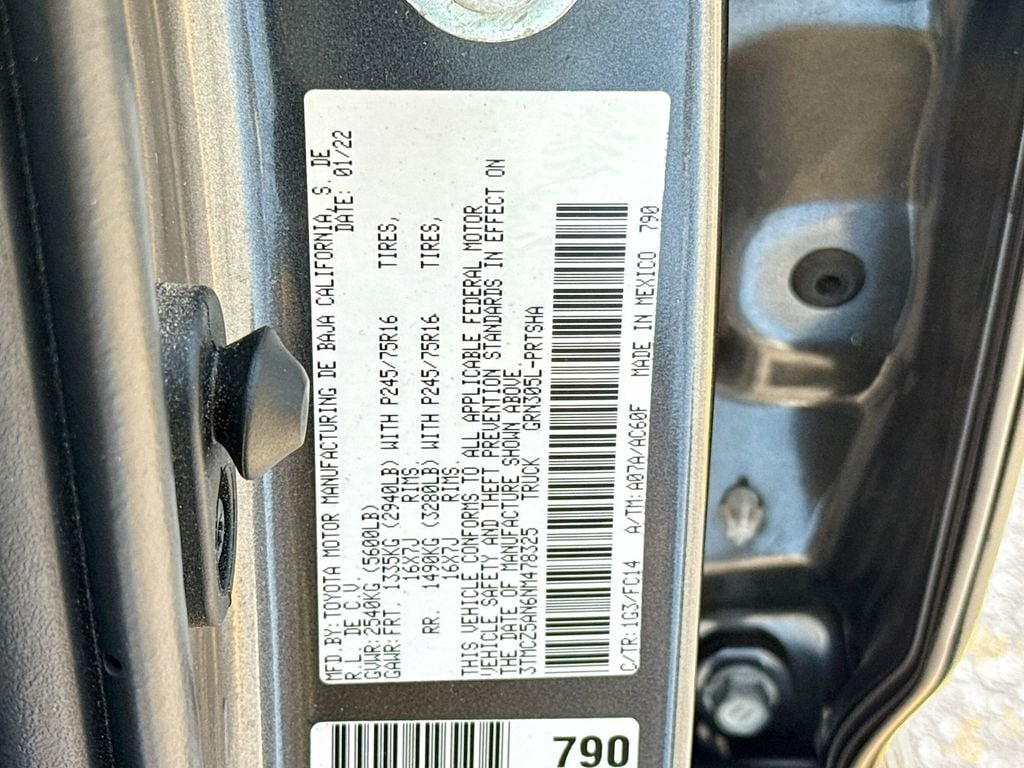 MFD.BY:TOYOTA MOTOR MANUFACTURING DE BAJA CALIFORNIA, S. DE
R.L. DE C.V. DATE: 01/22
GVWR:2540KG (5600LB)
GAWR:FRT. 1335KG (2940LB) WITH P245/75R16 TIRES,
16X7J RIMS.
RR. 1490KG (3280LB) WITH P245/75R16 TIRES,
16X7J RIMS.
THIS VEHICLE CONFORMS TO ALL APPLICABLE FEDERAL MOTOR
VEHICLE SAFETY AND THEFT PREVENTION STANDARDS IN EFFECT ON
THE DATE OF MANUFACTURE SHOWN ABOVE.
3TMCZ5AN6NM478325 TRUCK GRN305L-PRTSHA
C/TR:1G3/FC14 A/TM:A07A/AC60F MADE IN MEXICO 790
790